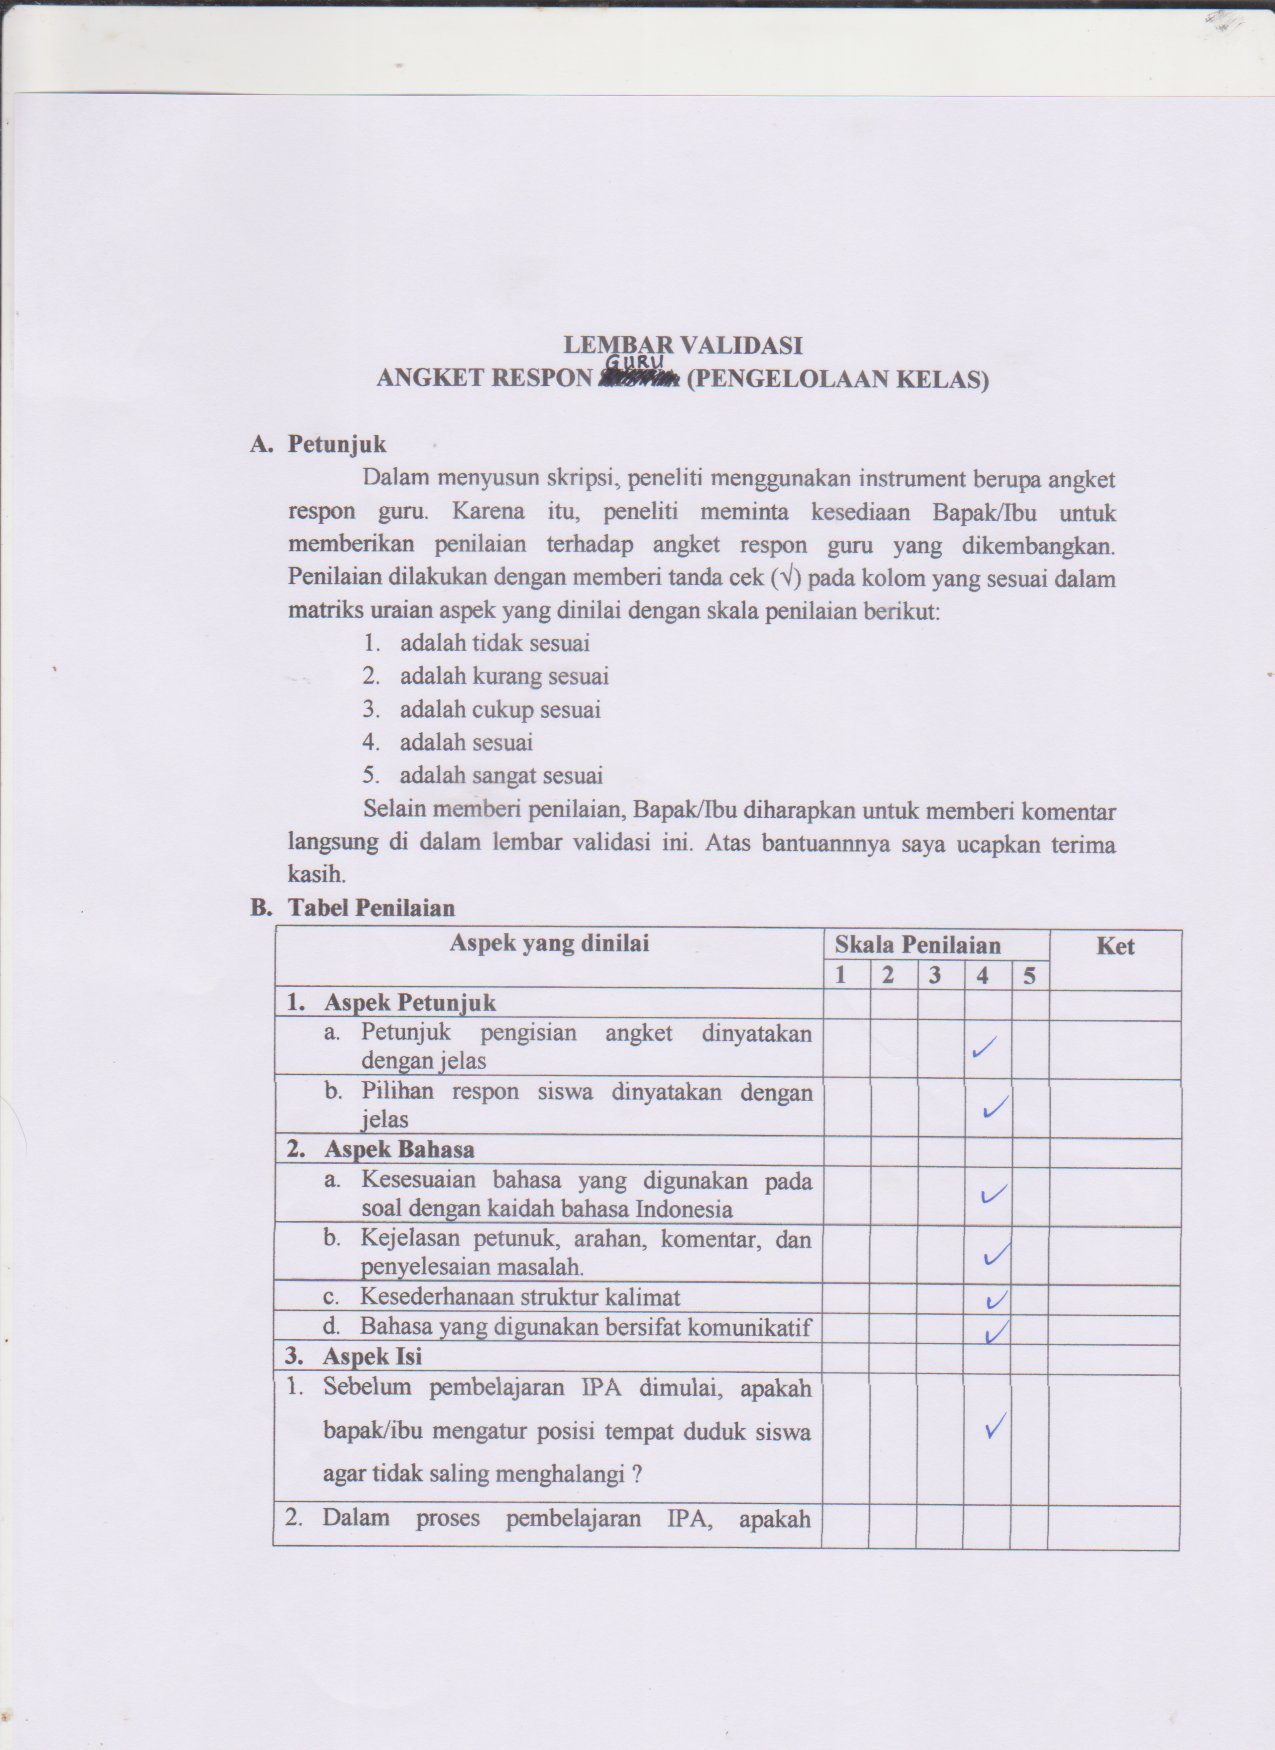 LEMBAR VALIDASI
GURU
ANGKET RESPON (PENGELOLAAN KELAS)
A. Petunjuk
Dalam menyusun skripsi, peneliti menggunakan instrument berupa angket
respon guru. Karena itu, peneliti meminta kesediaan Bapak/Ibu untuk
memberikan penilaian terhadap angket respon guru yang dikembangkan.
Penilaian dilakukan dengan memberi tanda cek (√) pada kolom yang sesuai dalam
matriks uraian aspek yang dinilai dengan skala penilaian berikut:
1. adalah tidak sesuai
2. adalah kurang sesuai
3. adalah cukup sesuai
4. adalah sesuai
5. adalah sangat sesuai
Selain memberi penilaian, Bapak/Ibu diharapkan untuk memberi komentar
langsung di dalam lembar validasi ini. Atas bantuannnya saya ucapkan terima
kasih.
B. Tabel Penilaian
Aspek yang dinilai Skala Penilaian Ket
1 2 3 4 5
1. Aspek Petunjuk
a. Petunjuk pengisian angket dinyatakan ✓
dengan jelas
b. Pilihan respon siswa dinyatakan dengan ✓
jelas
2. Aspek Bahasa
a. Kesesuaian bahasa yang digunakan pada ✓
soal dengan kaidah bahasa Indonesia
b. Kejelasan petunuk, arahan, komentar, dan ✓
penyelesaian masalah.
c. Kesederhanaan struktur kalimat ✓
d. Bahasa yang digunakan bersifat komunikatif ✓
3. Aspek Isi
1. Sebelum pembelajaran IPA dimulai, apakah
bapak/ibu mengatur posisi tempat duduk siswa ✓
agar tidak saling menghalangi ?
2. Dalam proses pembelajaran IPA, apakah